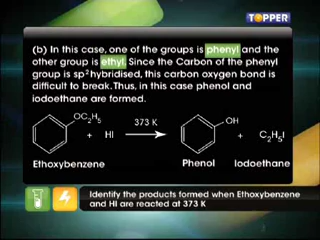 TOPPER
(b) In this case, one of the groups is phenyl and the
other group is ethyl. Since the Carbon of the phenyl
group is sp² hybridised, this carbon oxygen bond is
difficult to break. Thus, in this case phenol and
iodoethane are formed.
OC₂H₅ + HI 373 K OH + C₂H₅I
Ethoxybenzene Phenol Iodoethane
Identify the products formed when Ethoxybenzene
and HI are reacted at 373 K